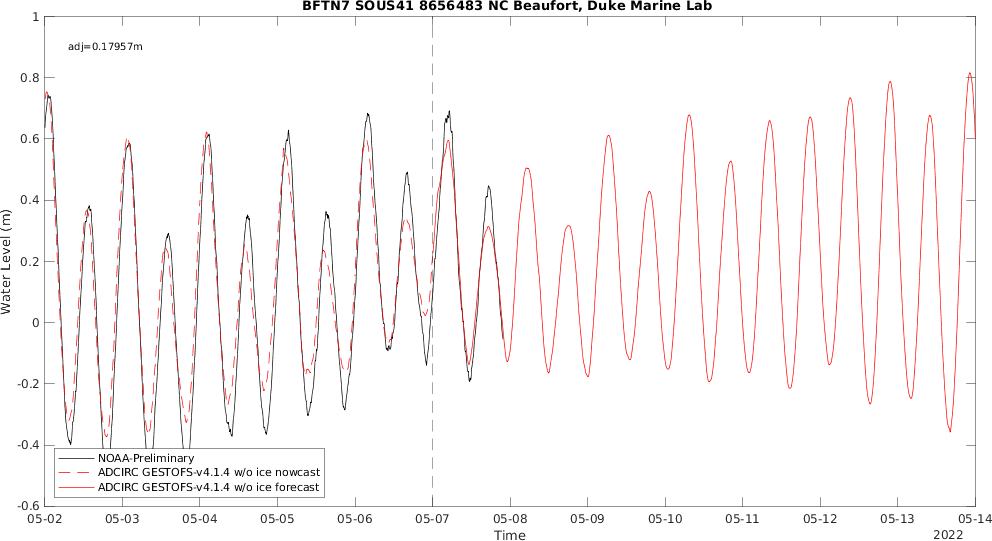 BFTN7 SOUS41 8656483 NC Beaufort, Duke Marine Lab
adj=0.17957m
Water Level (m)
1
0.8
0.6
0.4
0.2
0
-0.2
-0.4
-0.6
NOAA-Preliminary
ADCIRC GESTOFS-v4.1.4 w/o ice nowcast
ADCIRC GESTOFS-v4.1.4 w/o ice forecast
05-02 05-03 05-04 05-05 05-06 05-07 05-08 05-09 05-10 05-11 05-12 05-13 05-14
Time
2022